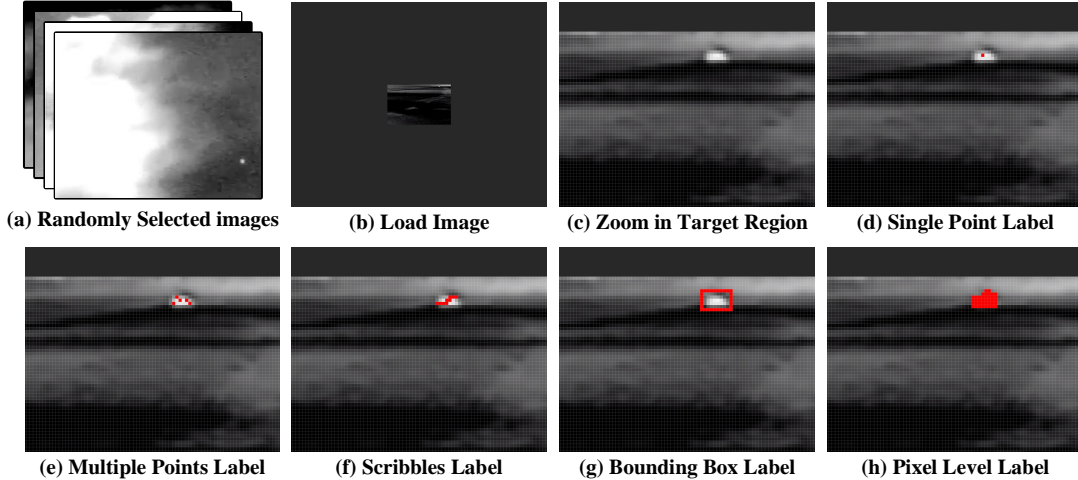 (a) Randomly Selected images
(b) Load Image
(c) Zoom in Target Region
(d) Single Point Label
(e) Multiple Points Label
(f) Scribbles Label
(g) Bounding Box Label
(h) Pixel Level Label